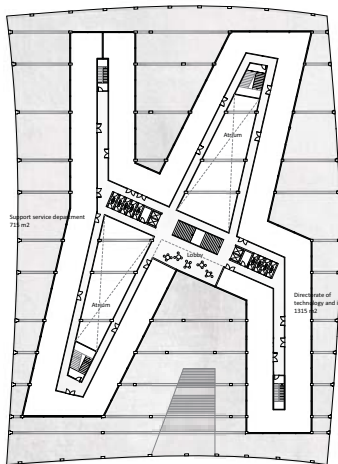 Atrium
Support service department
715 m2
Lobby
Directorate of
technology and i
1315 m2
Atrium